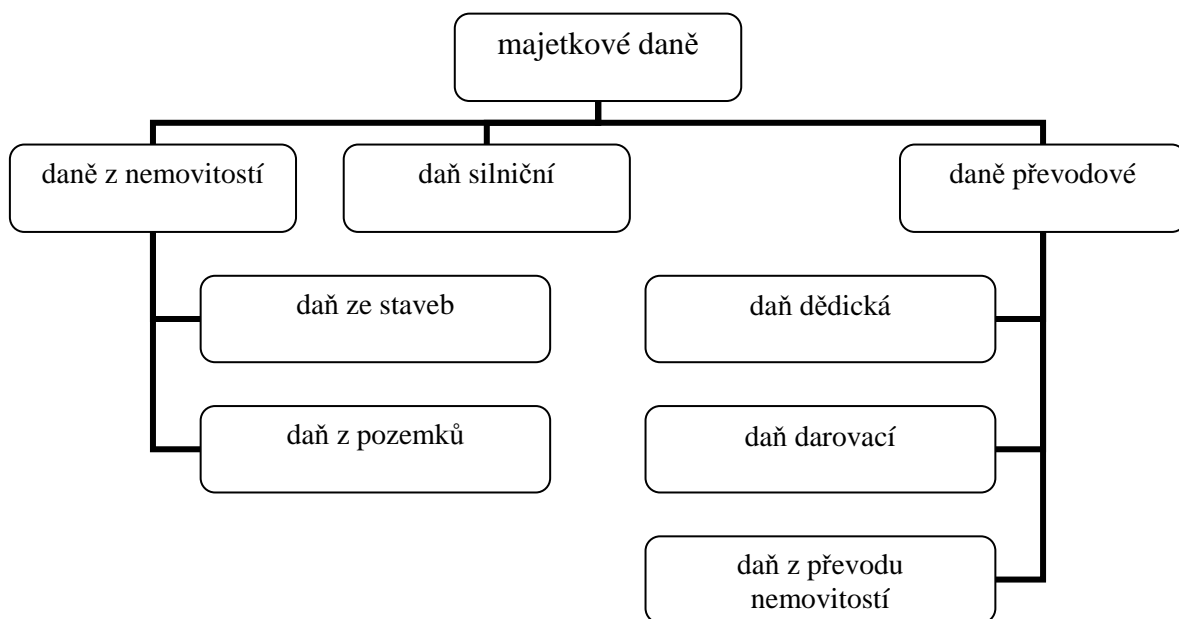 majetkové daně
daně z nemovitostí
daň silniční
daně převodové
daň ze staveb
daň dědická
daň z pozemků
daň darovací
daň z převodu
nemovitostí